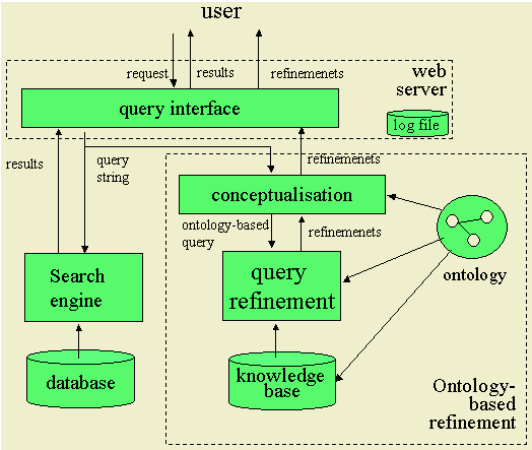 user
request
results
refinemenets
web
server
query interface
log file
results
query
string
refinemenets
conceptualisation
ontology-based
query
refinemenets
Search
engine
query
refinement
ontology
database
knowledge
base
Ontology-
based
refinement